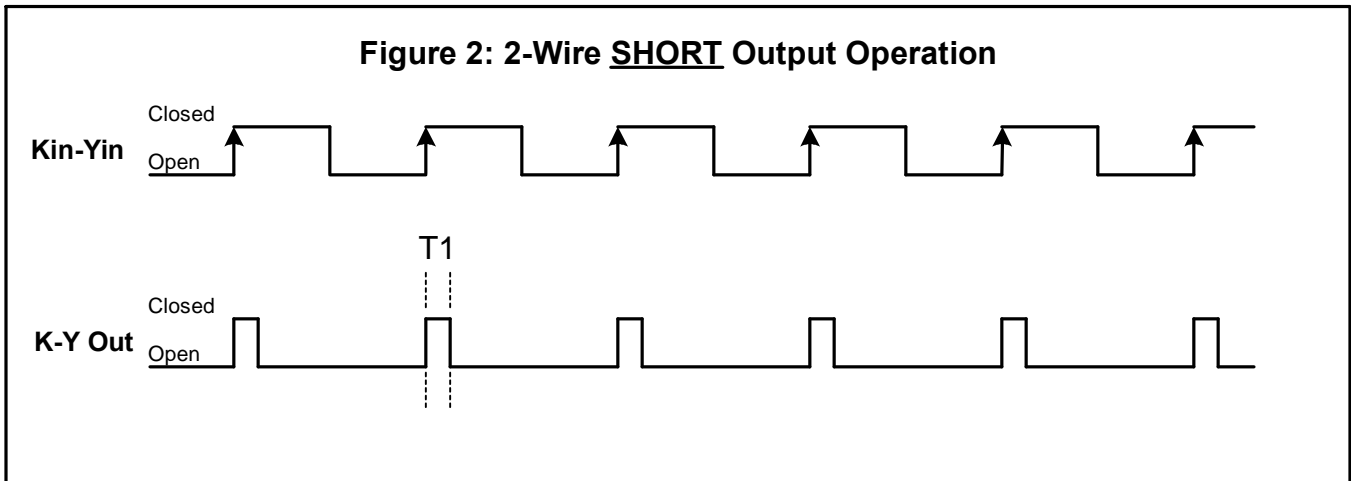 Figure 2: 2-Wire SHORT Output Operation
Closed
Kin-Yin
Open
T1
Closed
K-Y Out
Open